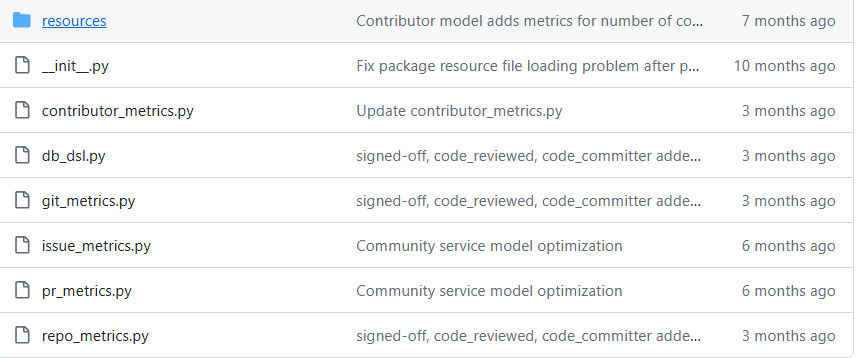 resources Contributor model adds metrics for number of co... 7 months ago
__init__.py Fix package resource file loading problem after p... 10 months ago
contributor_metrics.py Update contributor_metrics.py 3 months ago
db_dsl.py signed-off, code_reviewed, code_committer adde... 3 months ago
git_metrics.py signed-off, code_reviewed, code_committer adde... 3 months ago
issue_metrics.py Community service model optimization 6 months ago
pr_metrics.py Community service model optimization 6 months ago
repo_metrics.py signed-off, code_reviewed, code_committer adde... 3 months ago